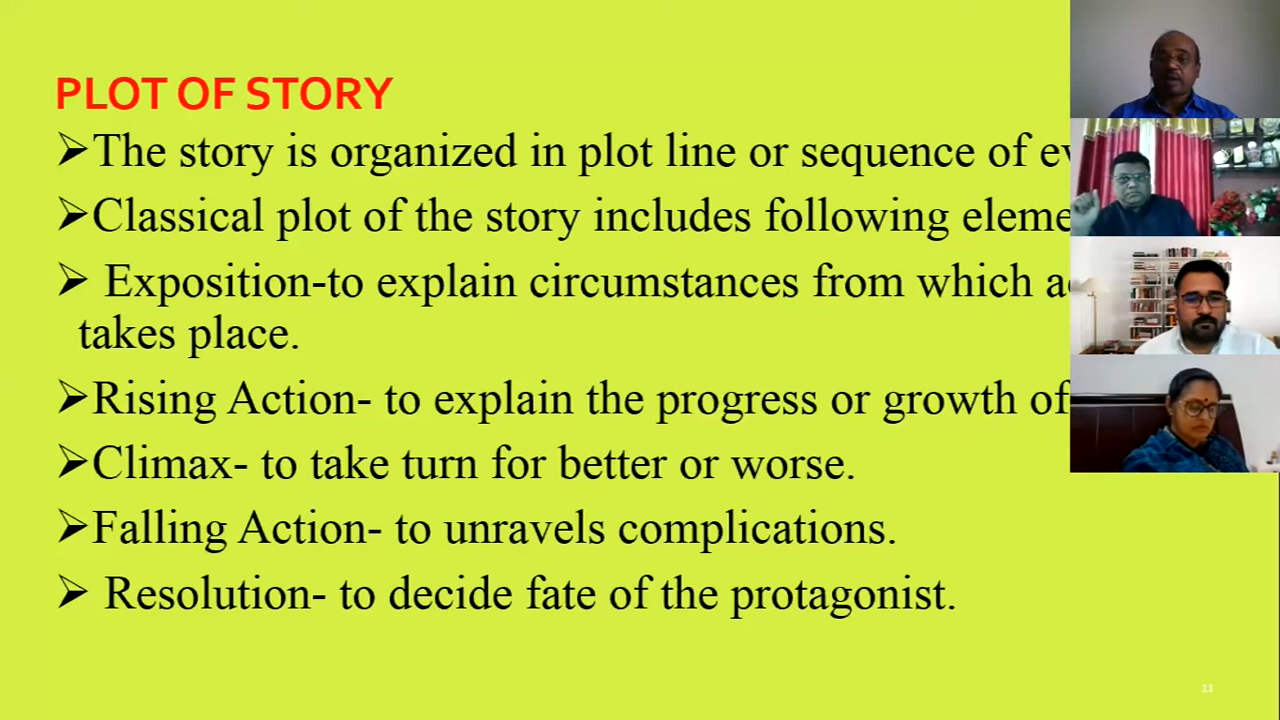 PLOT OF STORY
➢The story is organized in plot line or sequence of
➢Classical plot of the story includes following
➢ Exposition-to explain circumstances from which
takes place.
➢Rising Action- to explain the progress or growth of
➢Climax- to take turn for better or worse.
➢Falling Action- to unravels complications.
➢ Resolution- to decide fate of the protagonist.
11